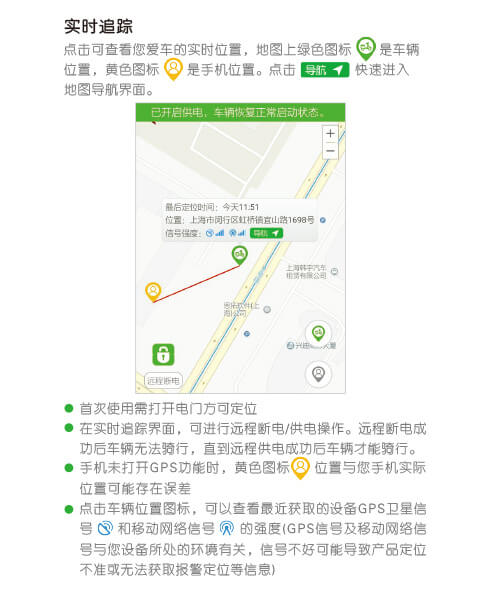 实时追踪
点击可查看您爱车的实时位置，地图上绿色图标 是车辆
位置，黄色图标 是手机位置。点击 导航 快速进入
地图导航界面。
已开启供电，车辆恢复正常启动状态。
+
−
最后定位时间：今天11:51
位置：上海市闵行区虹桥镇宜山路1698号
信号强度： 导航
上海韩宇汽车
租赁有限公司
思拓软件(上
海)公司
远程断电
● 首次使用需打开电门方可定位
● 在实时追踪界面，可进行远程断电/供电操作。远程断电成
功后车辆无法骑行，直到远程供电成功后车辆才能骑行。
● 手机未打开GPS功能时，黄色图标 位置与您手机实际
位置可能存在误差
● 点击车辆位置图标，可以查看最近获取的设备GPS卫星信
号 和移动网络信号 的强度(GPS信号及移动网络信
号与您设备所处的环境有关，信号不好可能导致产品定位
不准或无法获取报警定位等信息)